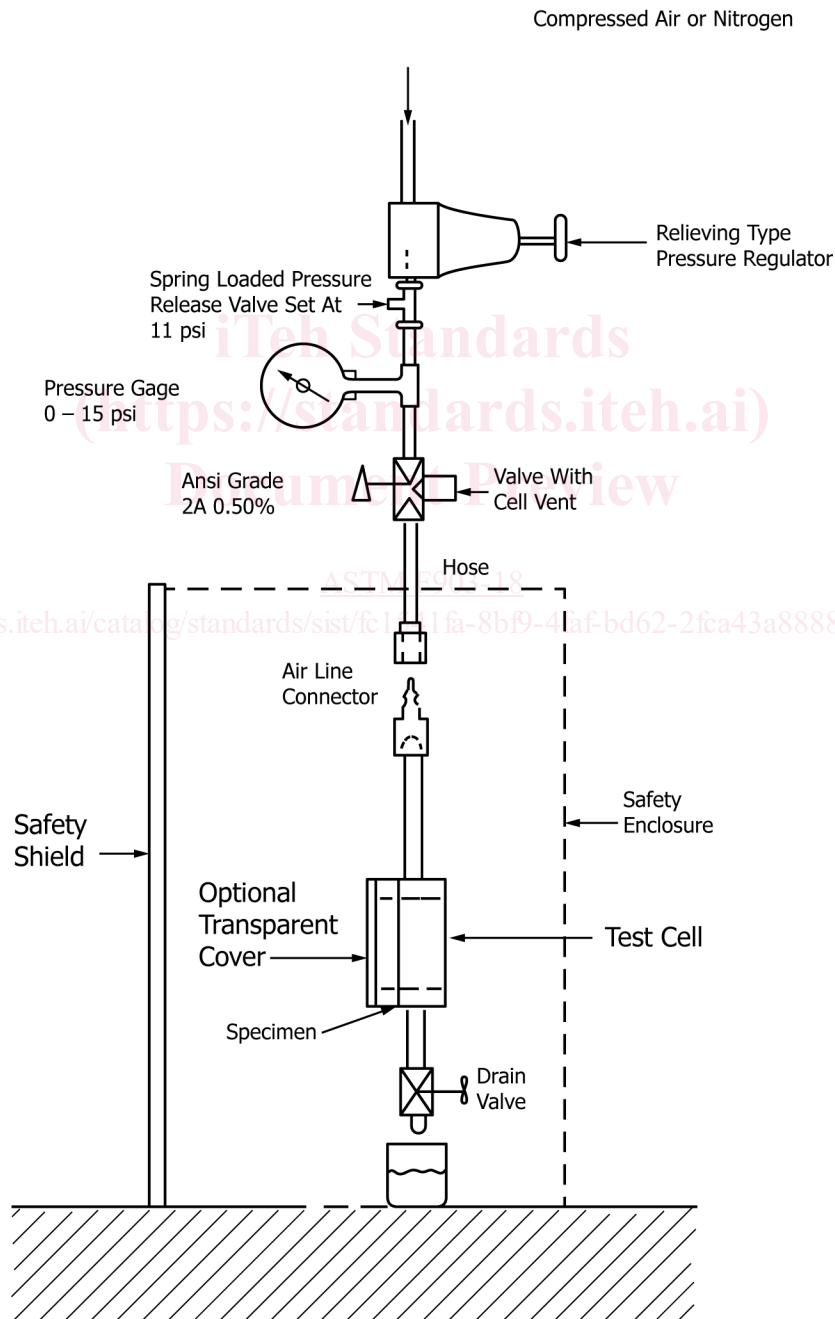 Compressed Air or Nitrogen
Relieving Type
Pressure Regulator
Spring Loaded Pressure
Release Valve Set At
11 psi
iTeh Standards
Pressure Gage
0 – 15 psi
(https://standards.iteh.ai)
Ansi Grade
2A 0.50%
Document Preview
Valve With
Cell Vent
Hose
ASTM F903-18
Air Line
Connector
Safety
Enclosure
Safety
Shield
Optional
Transparent
Cover
Test Cell
Specimen
Drain
Valve